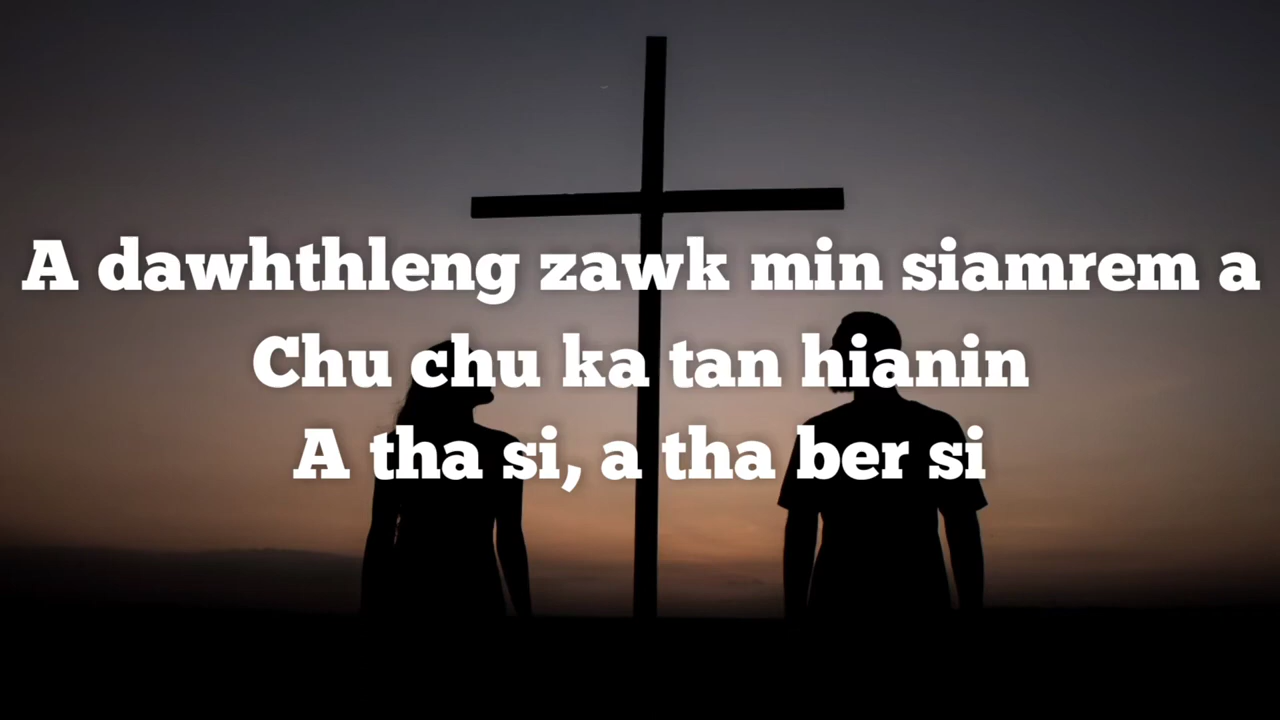 A dawhthleng zawk min siamrem a
Chu chu ka tan hianin
A tha si, a tha ber si